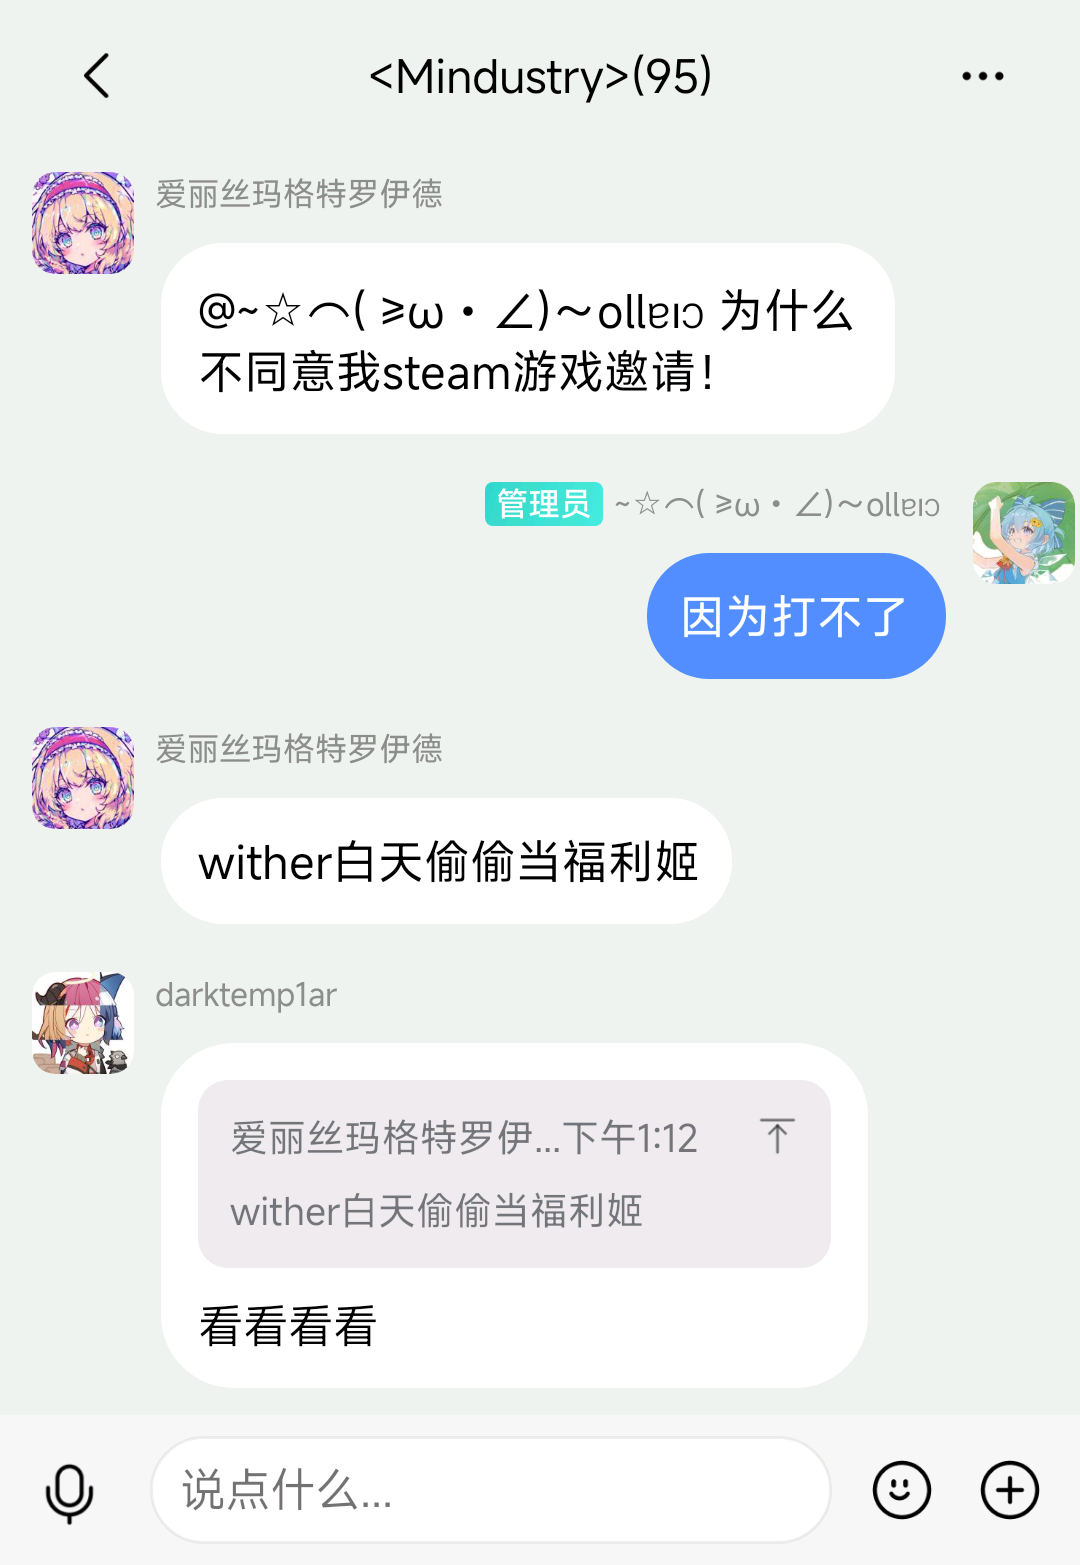 <Mindustry>(95)
爱丽丝玛格特罗伊德
@~☆⌒( ≥ω・∠)～ollɐıɔ 为什么
不同意我steam游戏邀请！
管理员 ~☆⌒( ≥ω・∠)～ollɐıɔ
因为打不了
爱丽丝玛格特罗伊德
wither白天偷偷当福利姬
darktemp1ar
爱丽丝玛格特罗伊...下午1:12
wither白天偷偷当福利姬
看看看看
说点什么...